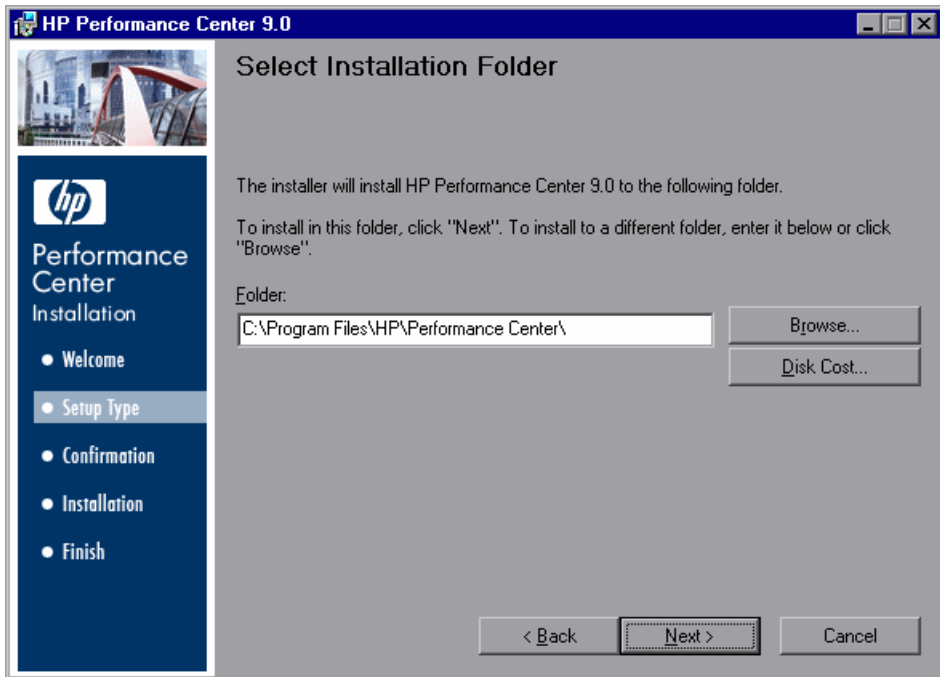 HP Performance Center 9.0
Select Installation Folder
hp
Performance
Center
Installation
Welcome
Setup Type
Confirmation
Installation
Finish
The installer will install HP Performance Center 9.0 to the following folder.
To install in this folder, click "Next". To install to a different folder, enter it below or click
"Browse".
Folder:
C:\Program Files\HP\Performance Center\
Browse...
Disk Cost...
< Back
Next >
Cancel